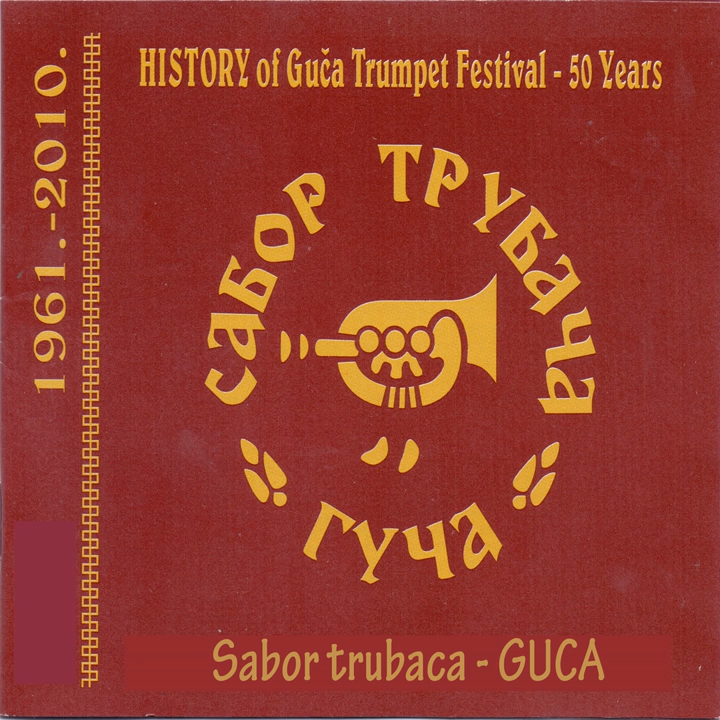 HISTORY of Guča Trumpet Festival - 50 Years
1961.-2010.
САБОР ТРУБАЧА
ГУЧА
Sabor trubaca - GUCA